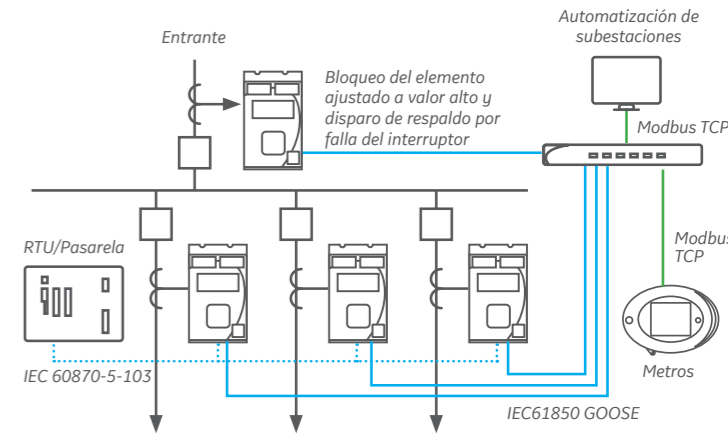 Automatización de
subestaciones
Entrante
Bloqueo del elemento
ajustado a valor alto y
disparo de respaldo por
falla del interruptor
Modbus TCP
RTU/Pasarela
Modbus
TCP
IEC 60870-5-103
Metros
IEC61850 GOOSE